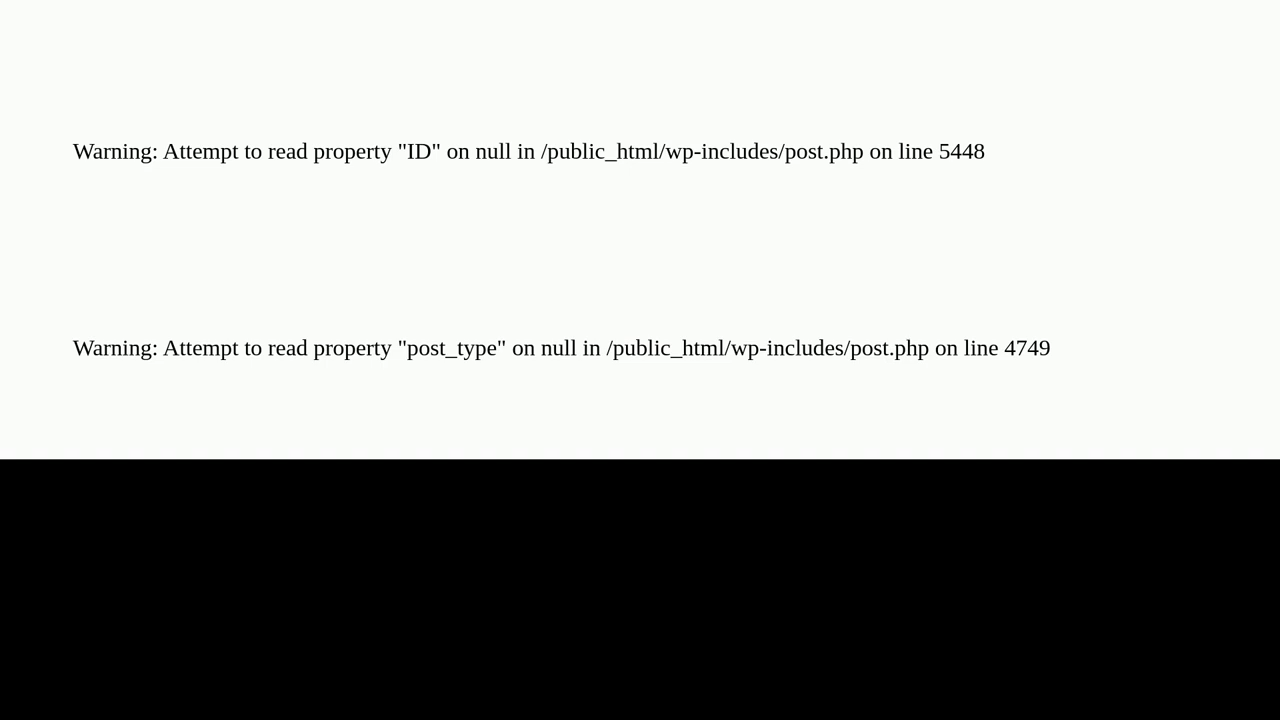 Warning: Attempt to read property "ID" on null in /public_html/wp-includes/post.php on line 5448
Warning: Attempt to read property "post_type" on null in /public_html/wp-includes/post.php on line 4749